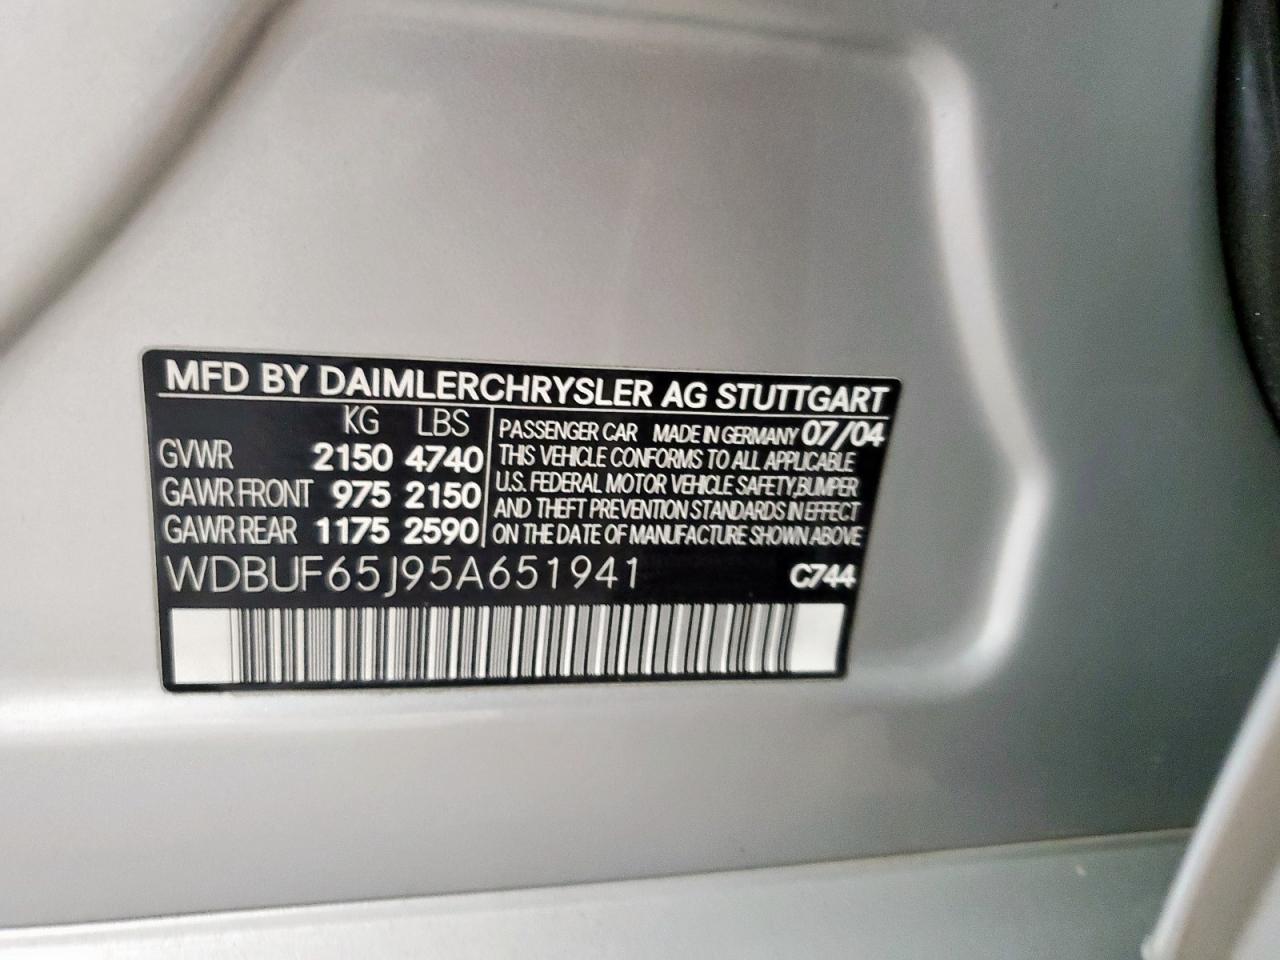 MFD BY DAIMLERCHRYSLER AG STUTTGART
KG LBS
GVWR 2150 4740
GAWR FRONT 975 2150
GAWR REAR 1175 2590
PASSENGER CAR MADE IN GERMANY 07/04
THIS VEHICLE CONFORMS TO ALL APPLICABLE
U.S. FEDERAL MOTOR VEHICLE SAFETY,BUMPER
AND THEFT PREVENTION STANDARDS IN EFFECT
ON THE DATE OF MANUFACTURE SHOWN ABOVE
WDBUF65J95A651941 C744